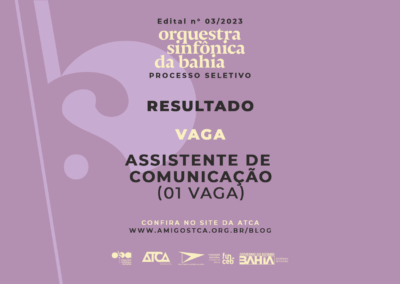 Edital nº 03/2023
orquestra
sinfônica
da bahia
PROCESSO SELETIVO
RESULTADO
VAGA
ASSISTENTE DE
COMUNICAÇÃO
(01 VAGA)
CONFIRA NO SITE DA ATCA
WWW.AMIGOSTCA.ORG.BR/BLOG
ATCA
BAHIA